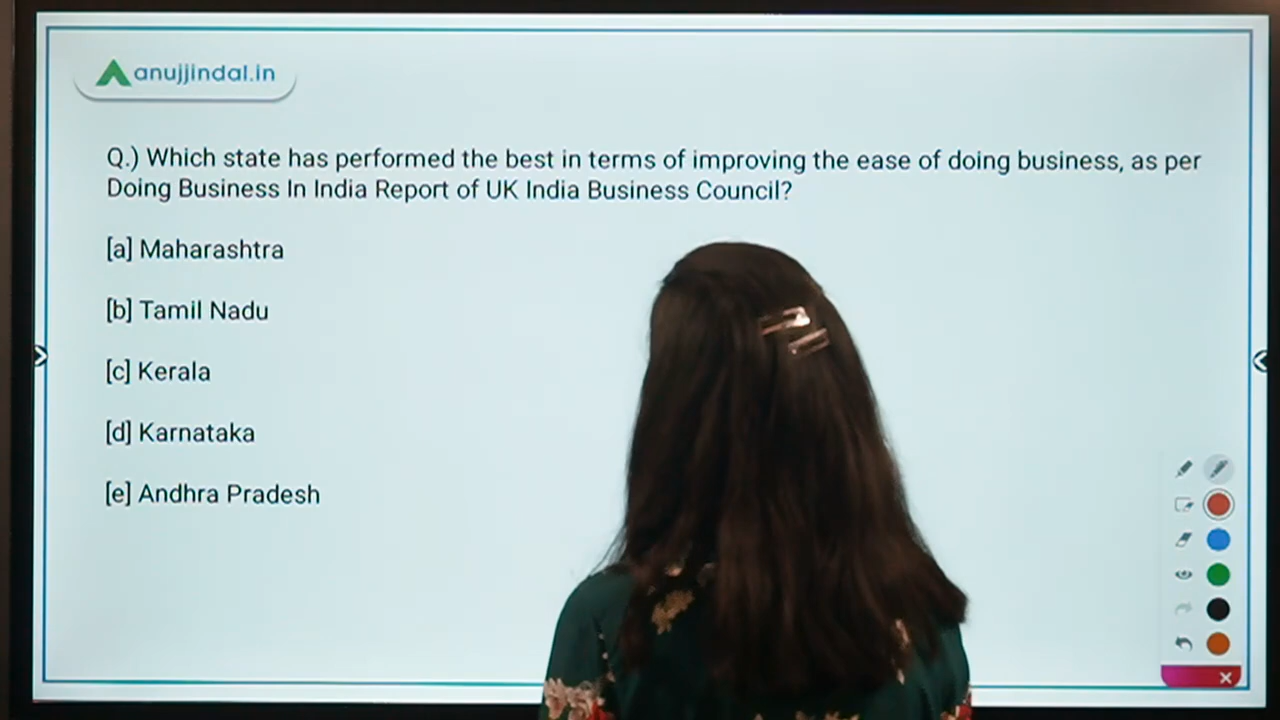 anujjindal.in
Q.) Which state has performed the best in terms of improving the ease of doing business, as per
Doing Business In India Report of UK India Business Council?
[a] Maharashtra
[b] Tamil Nadu
[c] Kerala
[d] Karnataka
[e] Andhra Pradesh